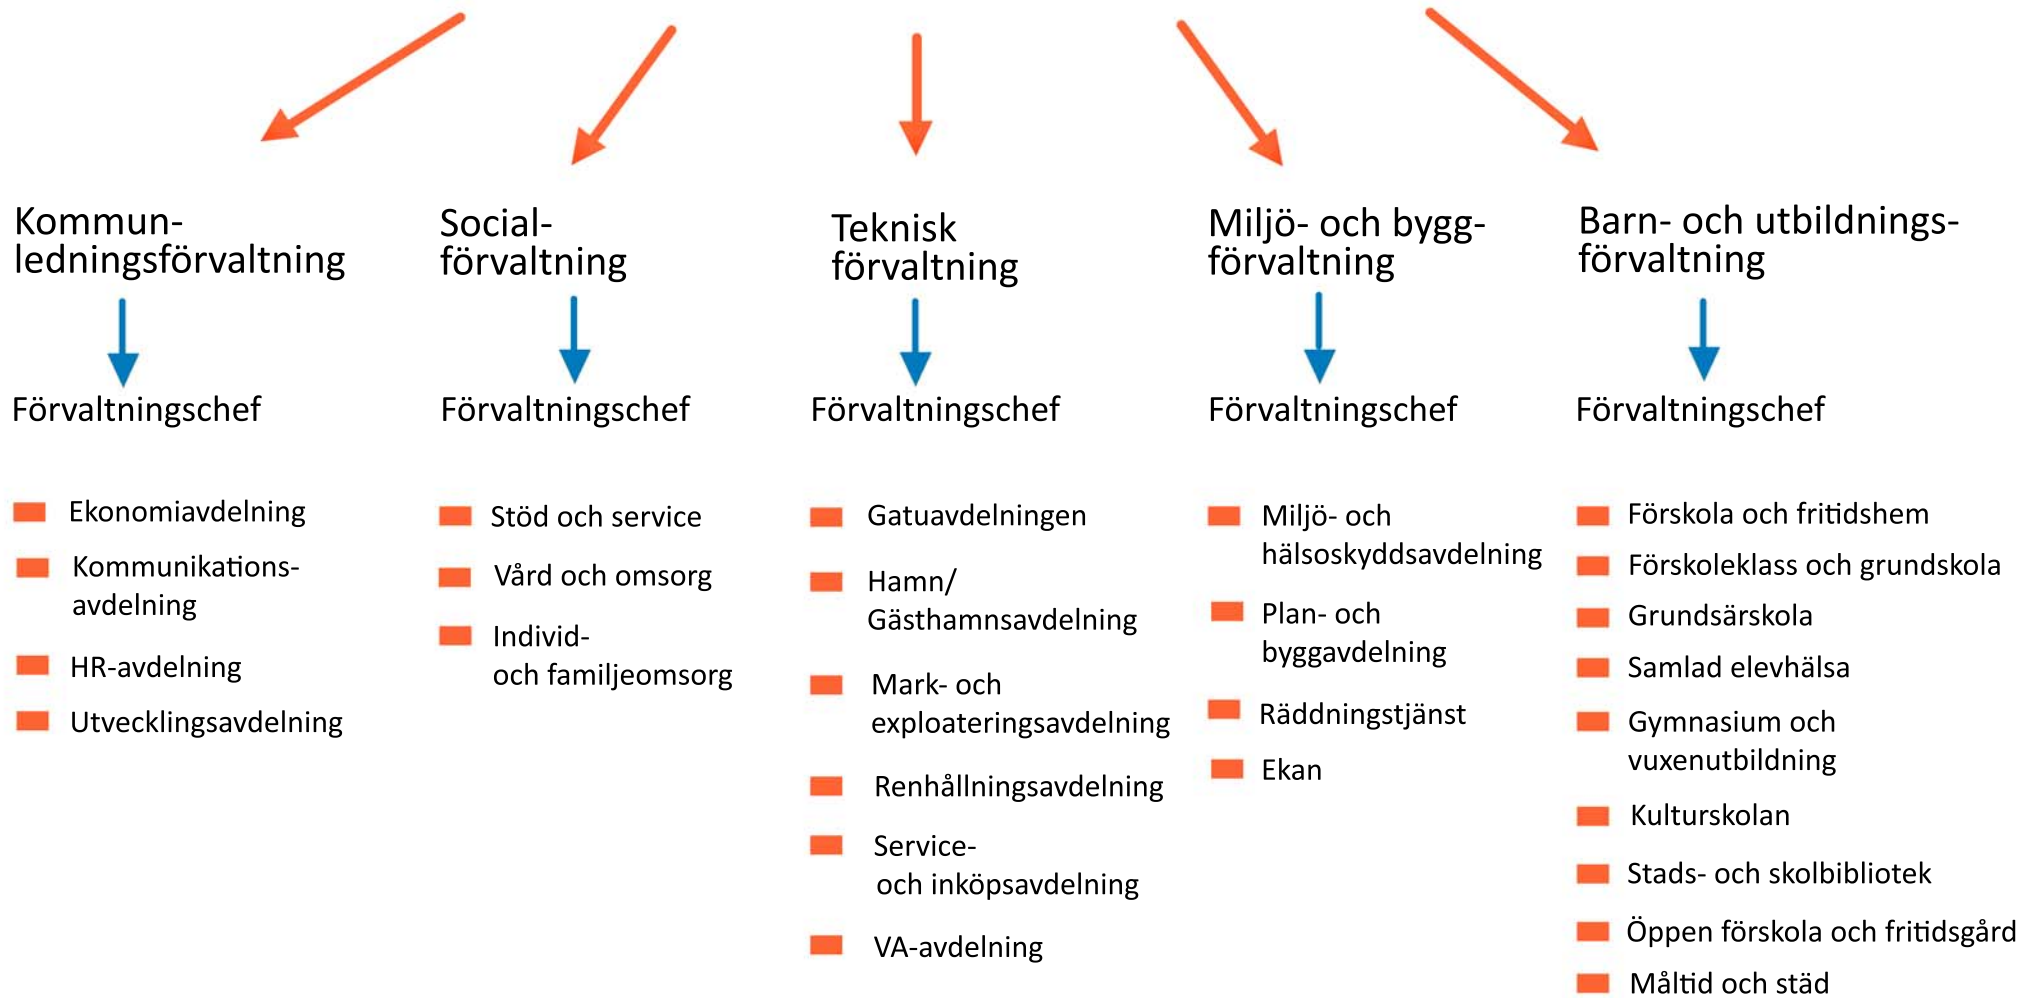 Kommun-
ledningsförvaltning
Förvaltningschef
Ekonomiavdelning
Kommunikations-
avdelning
HR-avdelning
Utvecklingsavdelning
Social-
förvaltning
Förvaltningschef
Stöd och service
Vård och omsorg
Individ-
och familjeomsorg
Teknisk
förvaltning
Förvaltningschef
Gatuavdelningen
Hamn/
Gästhamnsavdelning
Mark- och
exploateringsavdelning
Renhållningsavdelning
Service-
och inköpsavdelning
VA-avdelning
Miljö- och bygg-
förvaltning
Förvaltningschef
Miljö- och
hälsoskyddsavdelning
Plan- och
byggavdelning
Räddningstjänst
Ekan
Barn- och utbildnings-
förvaltning
Förvaltningschef
Förskola och fritidshem
Förskoleklass och grundskola
Grundsärskola
Samlad elevhälsa
Gymnasium och
vuxenutbildning
Kulturskolan
Stads- och skolbibliotek
Öppen förskola och fritidsgård
Måltid och städ